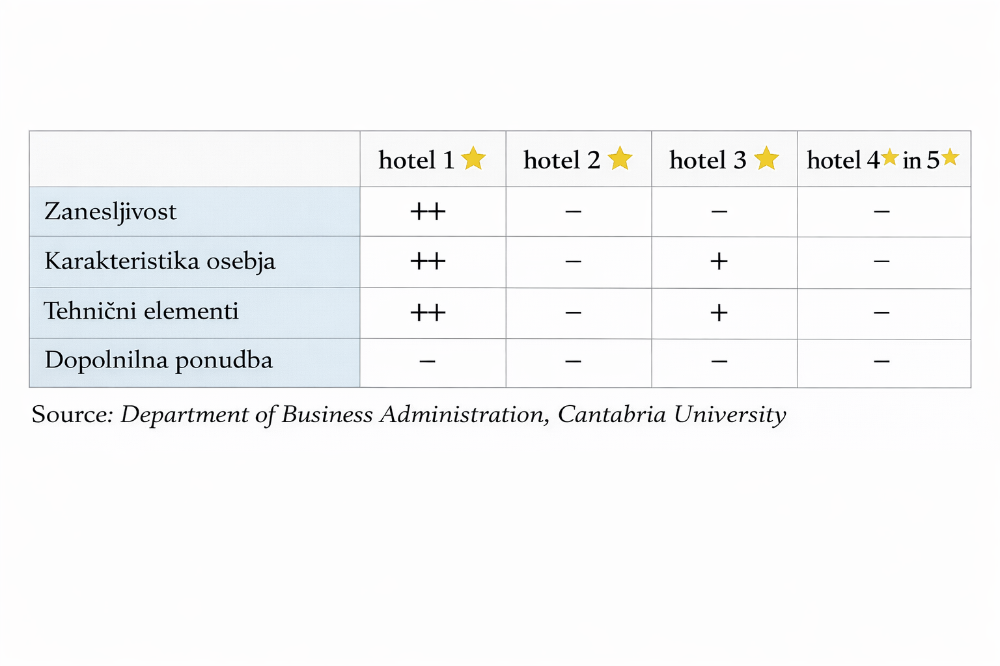 hotel 1 ⭐ hotel 2 ⭐ hotel 3 ⭐ hotel 4⭐ in 5⭐
Zanesljivost ++ – – –
Karakteristika osebja ++ – + –
Tehnični elementi ++ – + –
Dopolnilna ponudba – – – –
Source: Department of Business Administration, Cantabria University